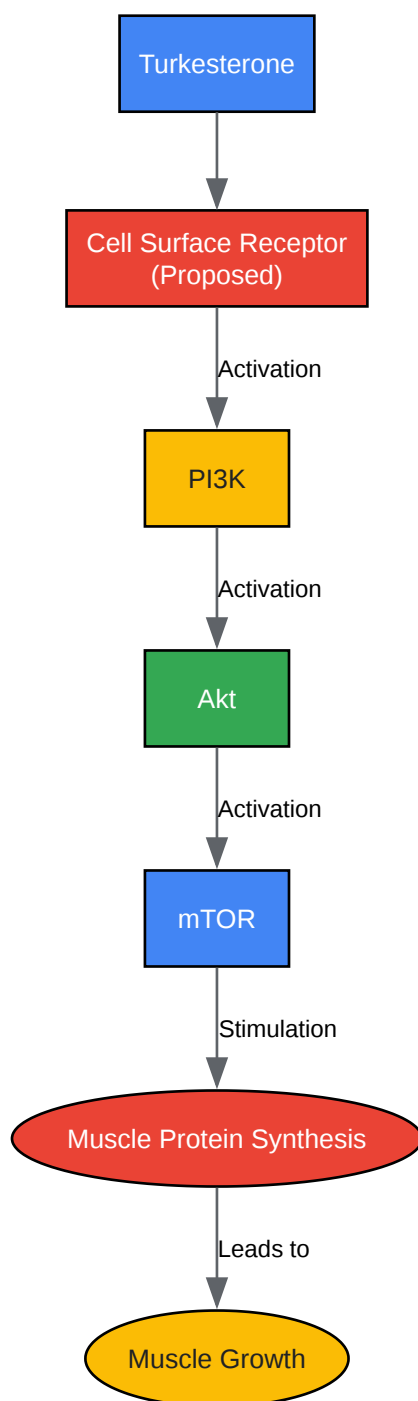 Turkesterone
Cell Surface Receptor
(Proposed)
Activation
PI3K
Activation
Akt
Activation
mTOR
Stimulation
Muscle Protein Synthesis
Leads to
Muscle Growth